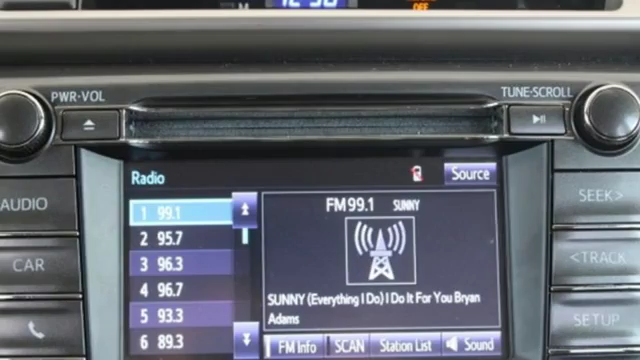 M
OFF
PWR•VOL
TUNE•SCROLL
Radio
Source
AUDIO
1 99.1
FM 99.1 SUNNY
SEEK>
2 95.7
CAR
3 96.3
<TRACK
4 96.7
SUNNY (Everything I Do) I Do It For You Bryan
Adams
5 93.3
SETUP
6 89.3
FM Info
SCAN
Station List
Sound